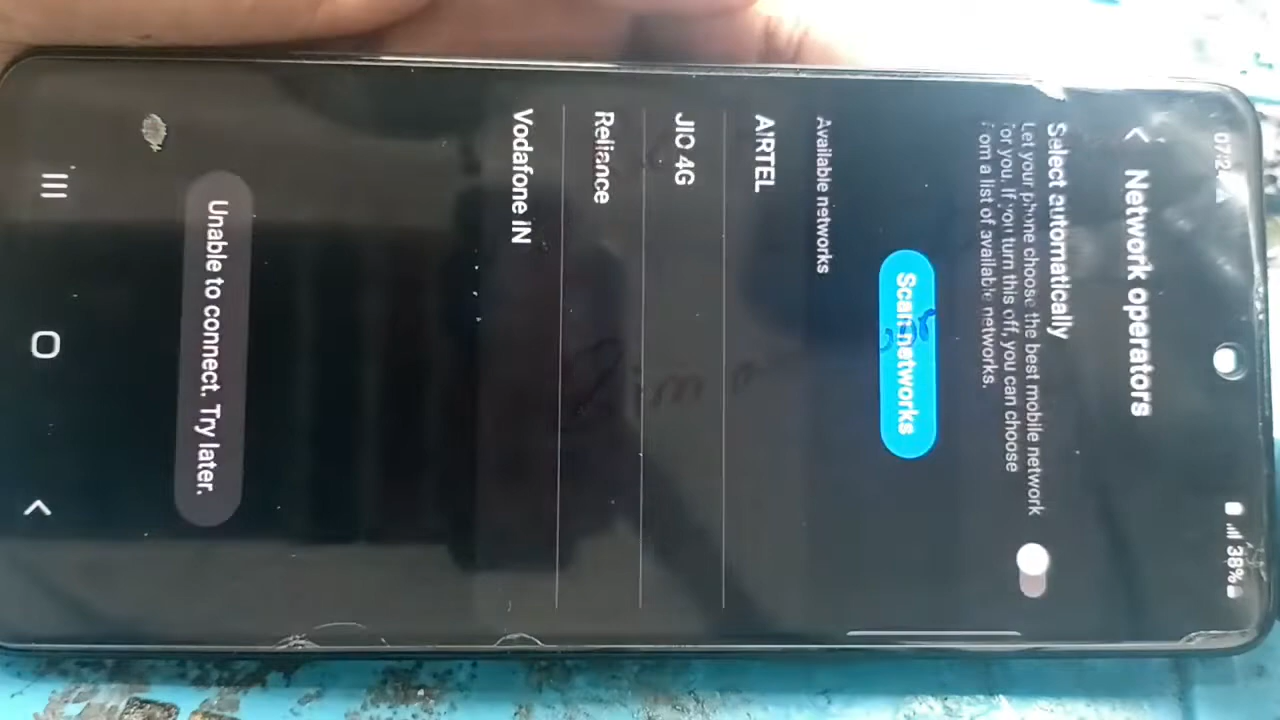 38%
Network operators
Select automatically
Let your phone choose the best mobile network
for you. If you turn this off, you can choose
from a list of available networks.
Scan networks
Available networks
AIRTEL
JIO 4G
Reliance
Vodafone IN
Unable to connect. Try later.